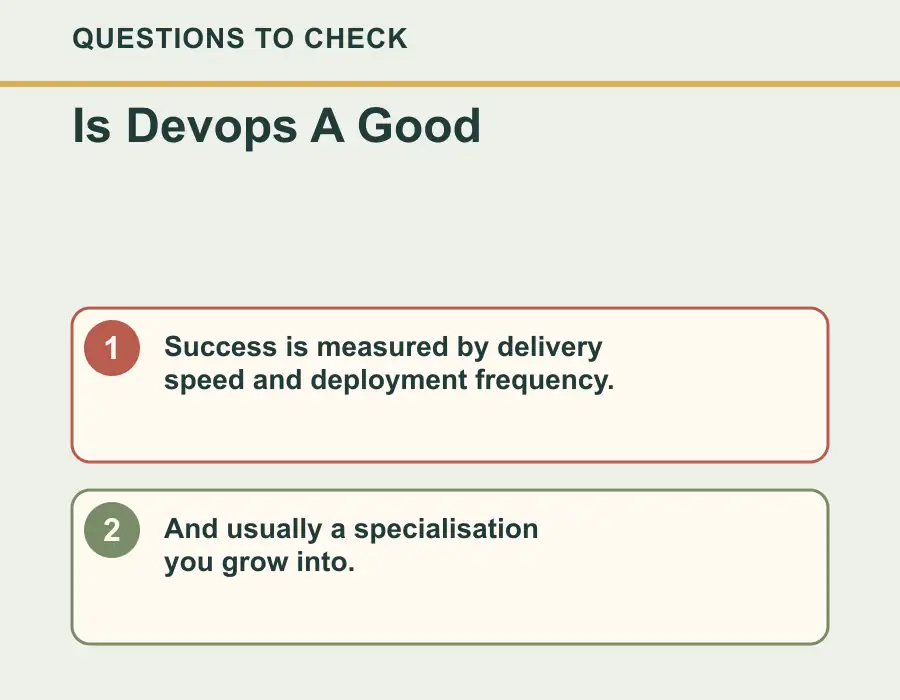 QUESTIONS TO CHECK
Is Devops A Good
1
Success is measured by delivery
speed and deployment frequency.
2
And usually a specialisation
you grow into.